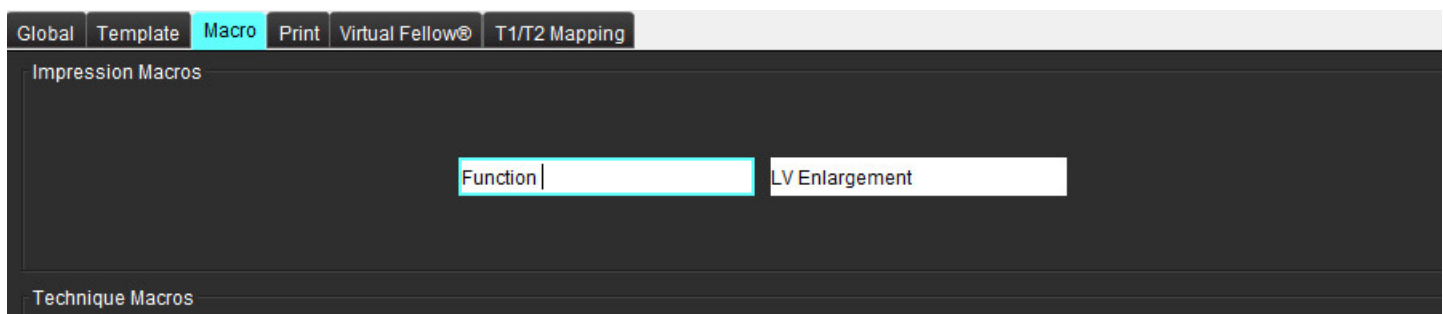 Global Template Macro Print Virtual Fellow® T1/T2 Mapping
Impression Macros
Function LV Enlargement
Technique Macros